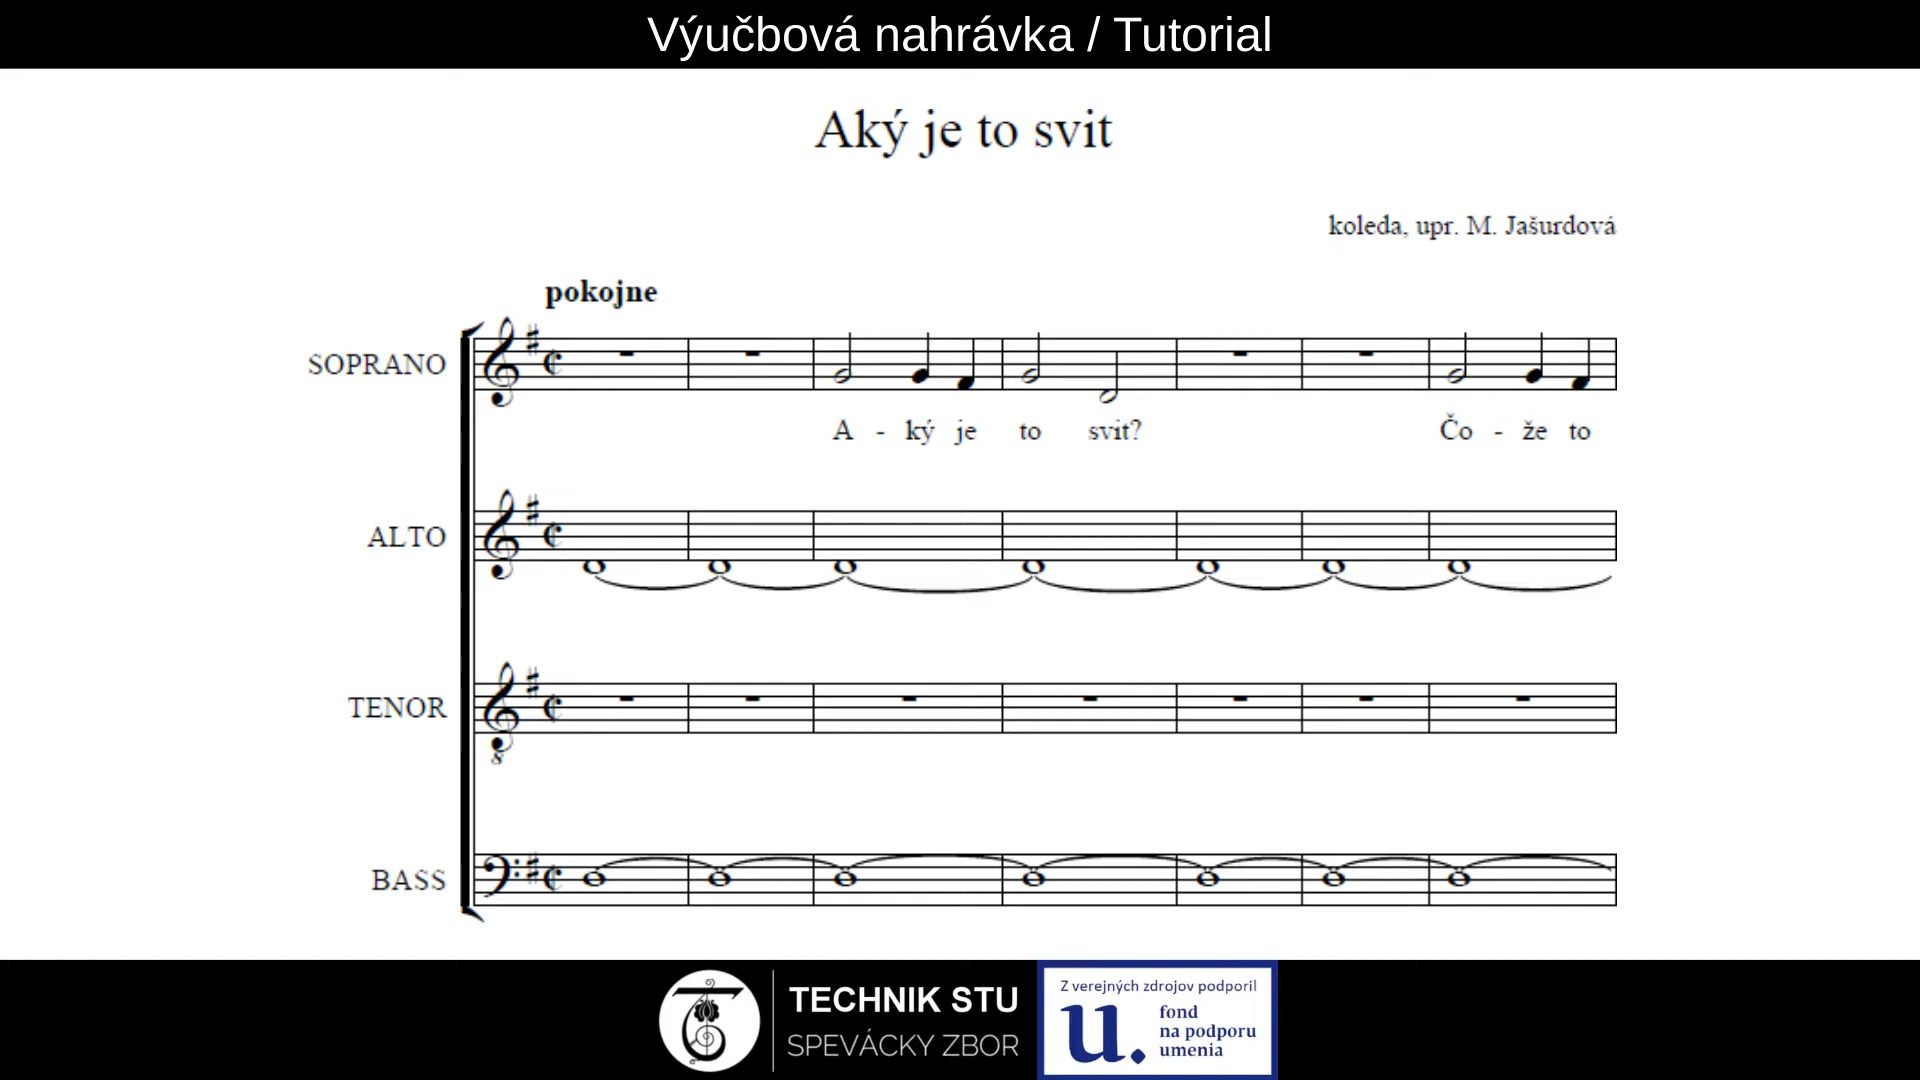 Výučbová nahrávka / Tutorial
Aký je to svit
koleda, upr. M. Jašurdová
pokojne
SOPRANO
A - ký je to svit? Čo - že to
ALTO
TENOR
8
BASS
TECHNIK STU
SPEVÁCKY ZBOR
Z verejných zdrojov podporil
u.
fond
na podporu
umenia